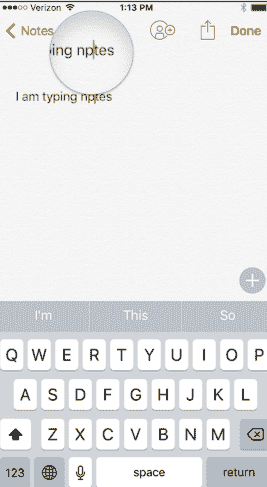 Verizon 1:13 PM
Notes Done
ping nptes
I am typing nptes
I'm This So
Q W E R T Y U I O P
A S D F G H J K L
Z X C V B N M
123 space return